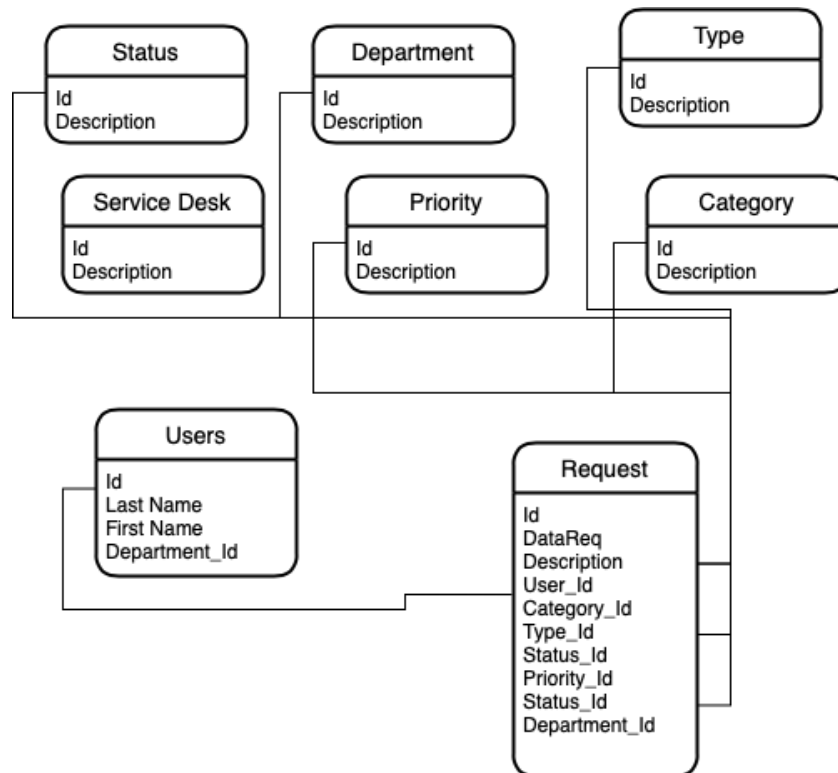 Status
Id
Description
Department
Id
Description
Type
Id
Description
Service Desk
Id
Description
Priority
Id
Description
Category
Id
Description
Users
Id
Last Name
First Name
Department_Id
Request
Id
DataReq
Description
User_Id
Category_Id
Type_Id
Status_Id
Priority_Id
Status_Id
Department_Id